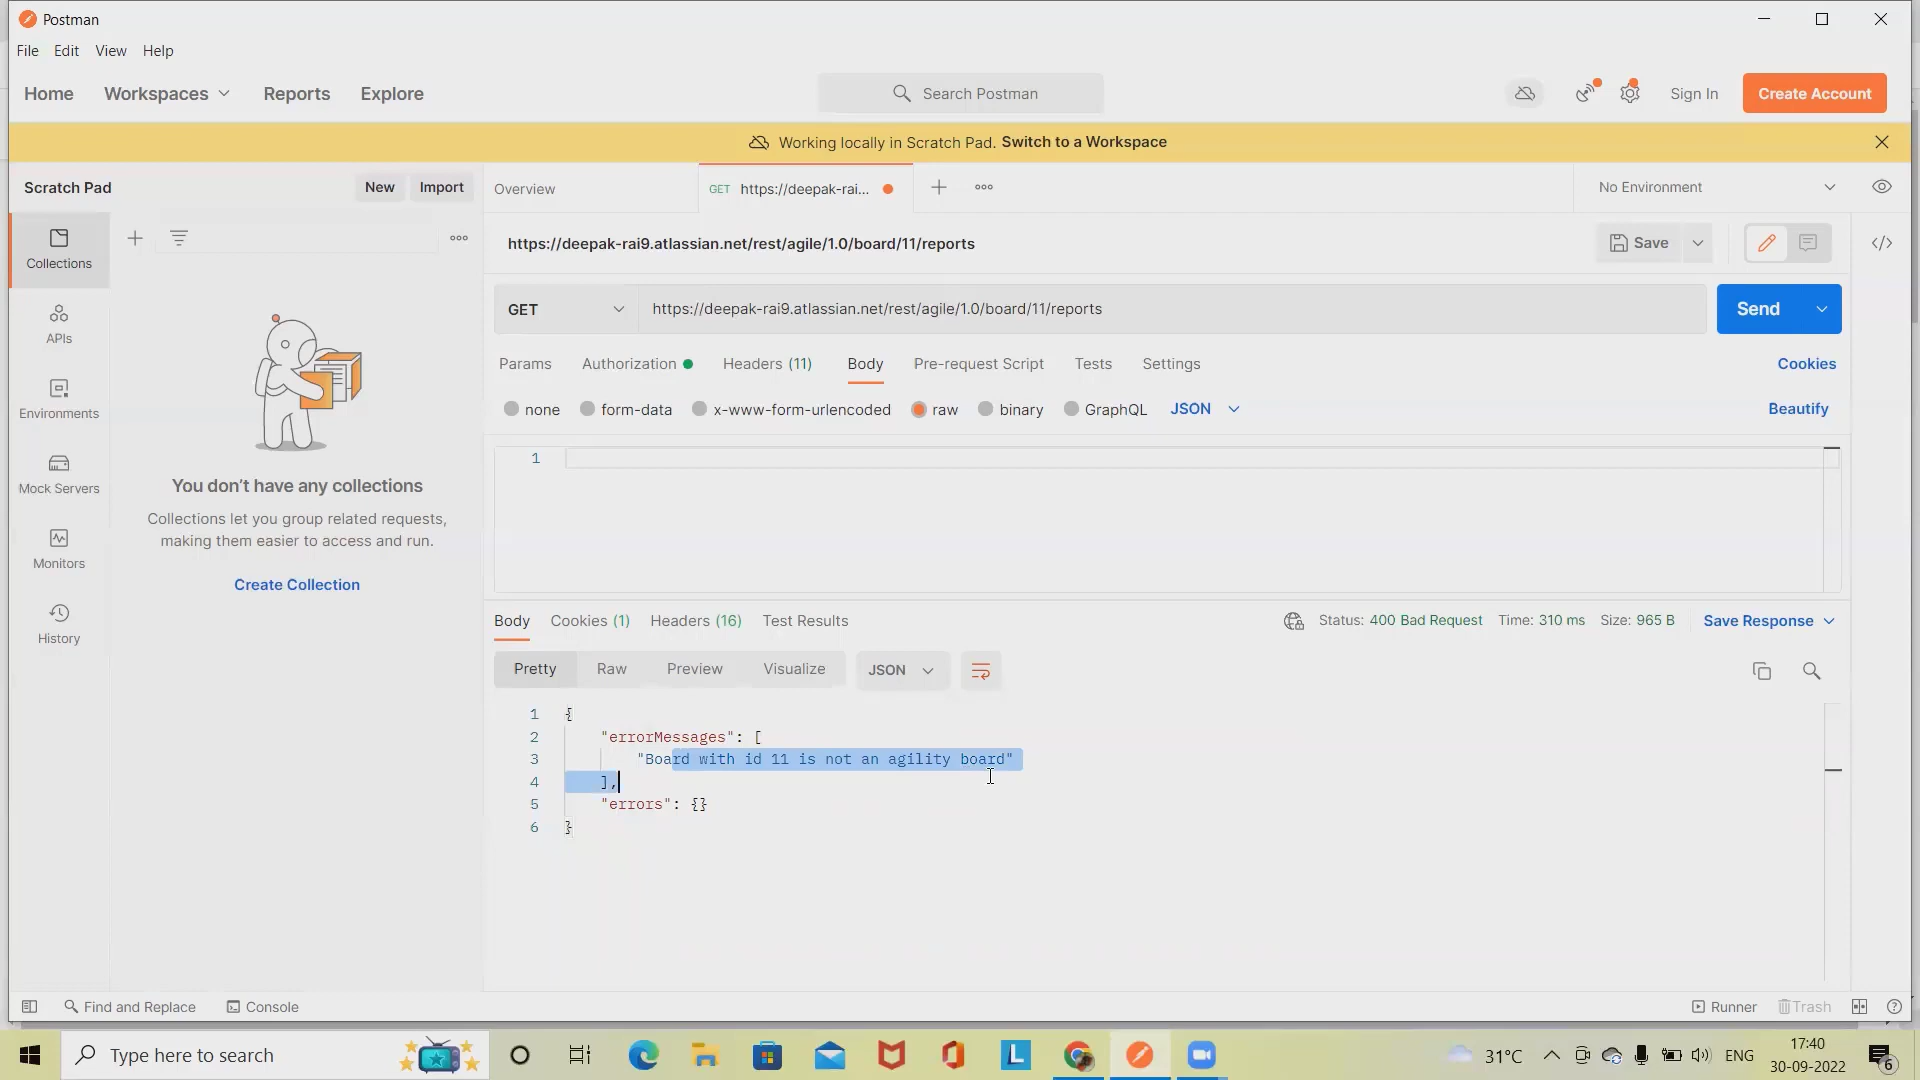 Postman
File Edit View Help
Home Workspaces Reports Explore Search Postman Sign In Create Account
Working locally in Scratch Pad. Switch to a Workspace
Scratch Pad New Import Overview GET https://deepak-rai... No Environment
https://deepak-rai9.atlassian.net/rest/agile/1.0/board/11/reports Save
Collections
GET https://deepak-rai9.atlassian.net/rest/agile/1.0/board/11/reports Send
APIs
Params Authorization Headers (11) Body Pre-request Script Tests Settings Cookies
Environments
none form-data x-www-form-urlencoded raw binary GraphQL JSON Beautify
1
Mock Servers
You don't have any collections
Collections let you group related requests,
making them easier to access and run.
Monitors
Create Collection
History
Body Cookies (1) Headers (16) Test Results Status: 400 Bad Request Time: 310 ms Size: 965 B Save Response
Pretty Raw Preview Visualize JSON
1 {
2 "errorMessages": [
3 "Board with id 11 is not an agility board"
4 ],
5 "errors": {}
6 }
Find and Replace Console Runner Trash
Type here to search L 31°C ENG 17:40
30-09-2022 6